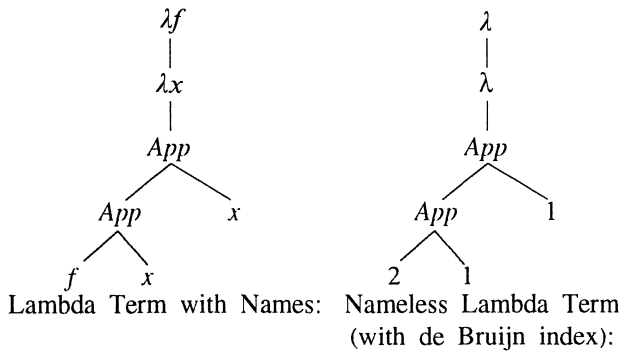 λf λ
λx λ
App App
App x App 1
f x 2 1
Lambda Term with Names: Nameless Lambda Term
(with de Bruijn index):